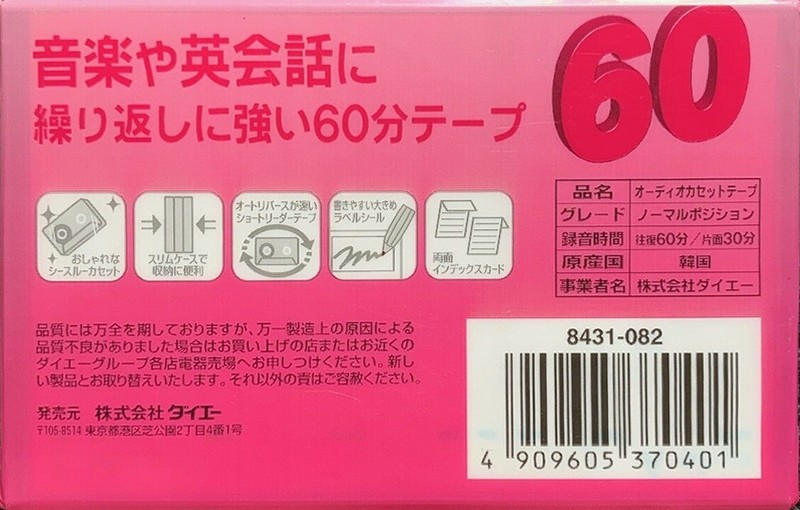 音楽や英会話に
繰り返しに強い60分テープ
60
おしゃれな
シースルーカセット
スリムケースで
収納に便利
オートリバースが速い
ショートリーダーテープ
書きやすい大きめ
ラベルシール
両面
インデックスカード
品名 オーディオカセットテープ
グレード ノーマルポジション
録音時間 往復60分/片面30分
原産国 韓国
事業者名 株式会社ダイエー
品質には万全を期しておりますが、万一製造上の原因による
品質不良がありました場合はお買い上げの店またはお近くの
ダイエーグループ各店電器売場へお申しつけください。新し
い製品とお取り替えいたします。それ以外の責はご容赦ください。
発売元 株式会社ダイエー
〒105-8514 東京都港区芝公園2丁目4番1号
8431-082
4 909605 370401